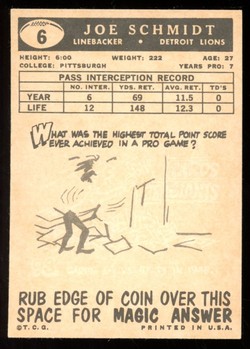 6
JOE SCHMIDT
LINEBACKER • DETROIT LIONS
HEIGHT: 6:00 WEIGHT: 222 AGE: 27
COLLEGE: PITTSBURGH YEARS PRO: 7
PASS INTERCEPTION RECORD
NO. INTER. YDS. RET. AVG. RET. TD'S
YEAR 6 69 11.5 0
LIFE 12 148 12.3 0
WHAT WAS THE HIGHEST TOTAL POINT SCORE
EVER ACHIEVED IN A PRO GAME?
RUB EDGE OF COIN OVER THIS
SPACE FOR MAGIC ANSWER
©T.C.G. PRINTED IN U.S.A.